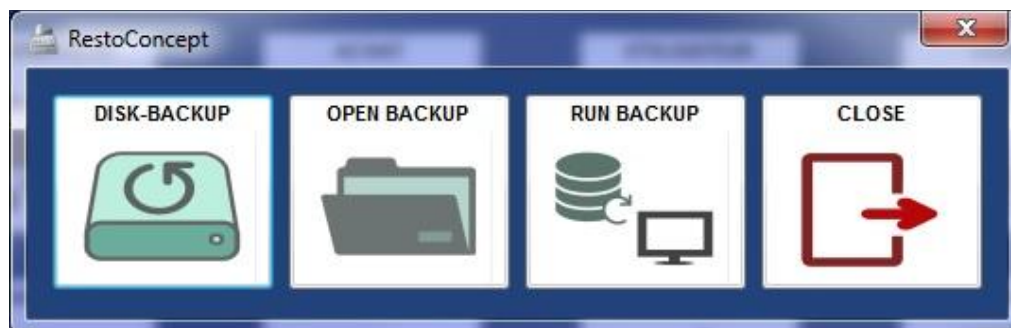 RestoConcept
DISK-BACKUP
OPEN BACKUP
RUN BACKUP
CLOSE